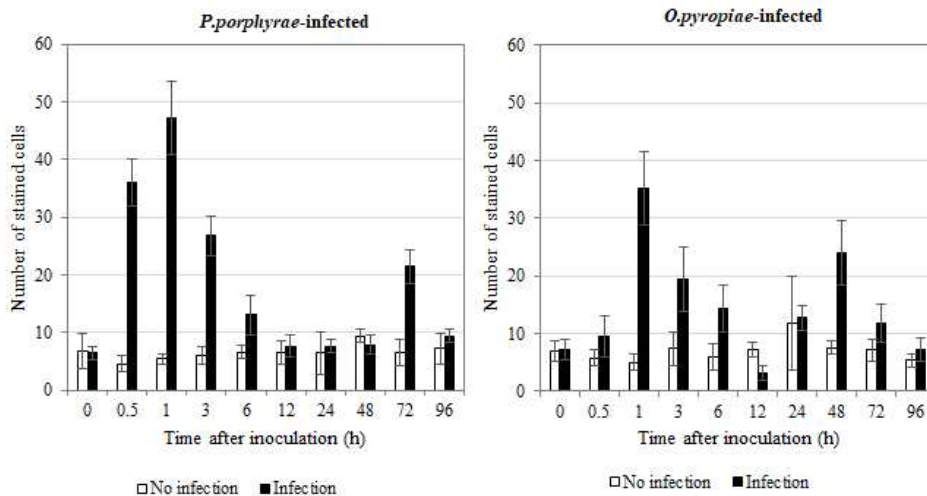 P.porphyrae-infected
60
50
40
30
20
10
0
Number of stained cells
0 0.5 1 3 6 12 24 48 72 96
Time after inoculation (h)
No infection Infection
O.pyropiae-infected
60
50
40
30
20
10
0
Number of stained cells
0 0.5 1 3 6 12 24 48 72 96
Time after inoculation (h)
No infection Infection